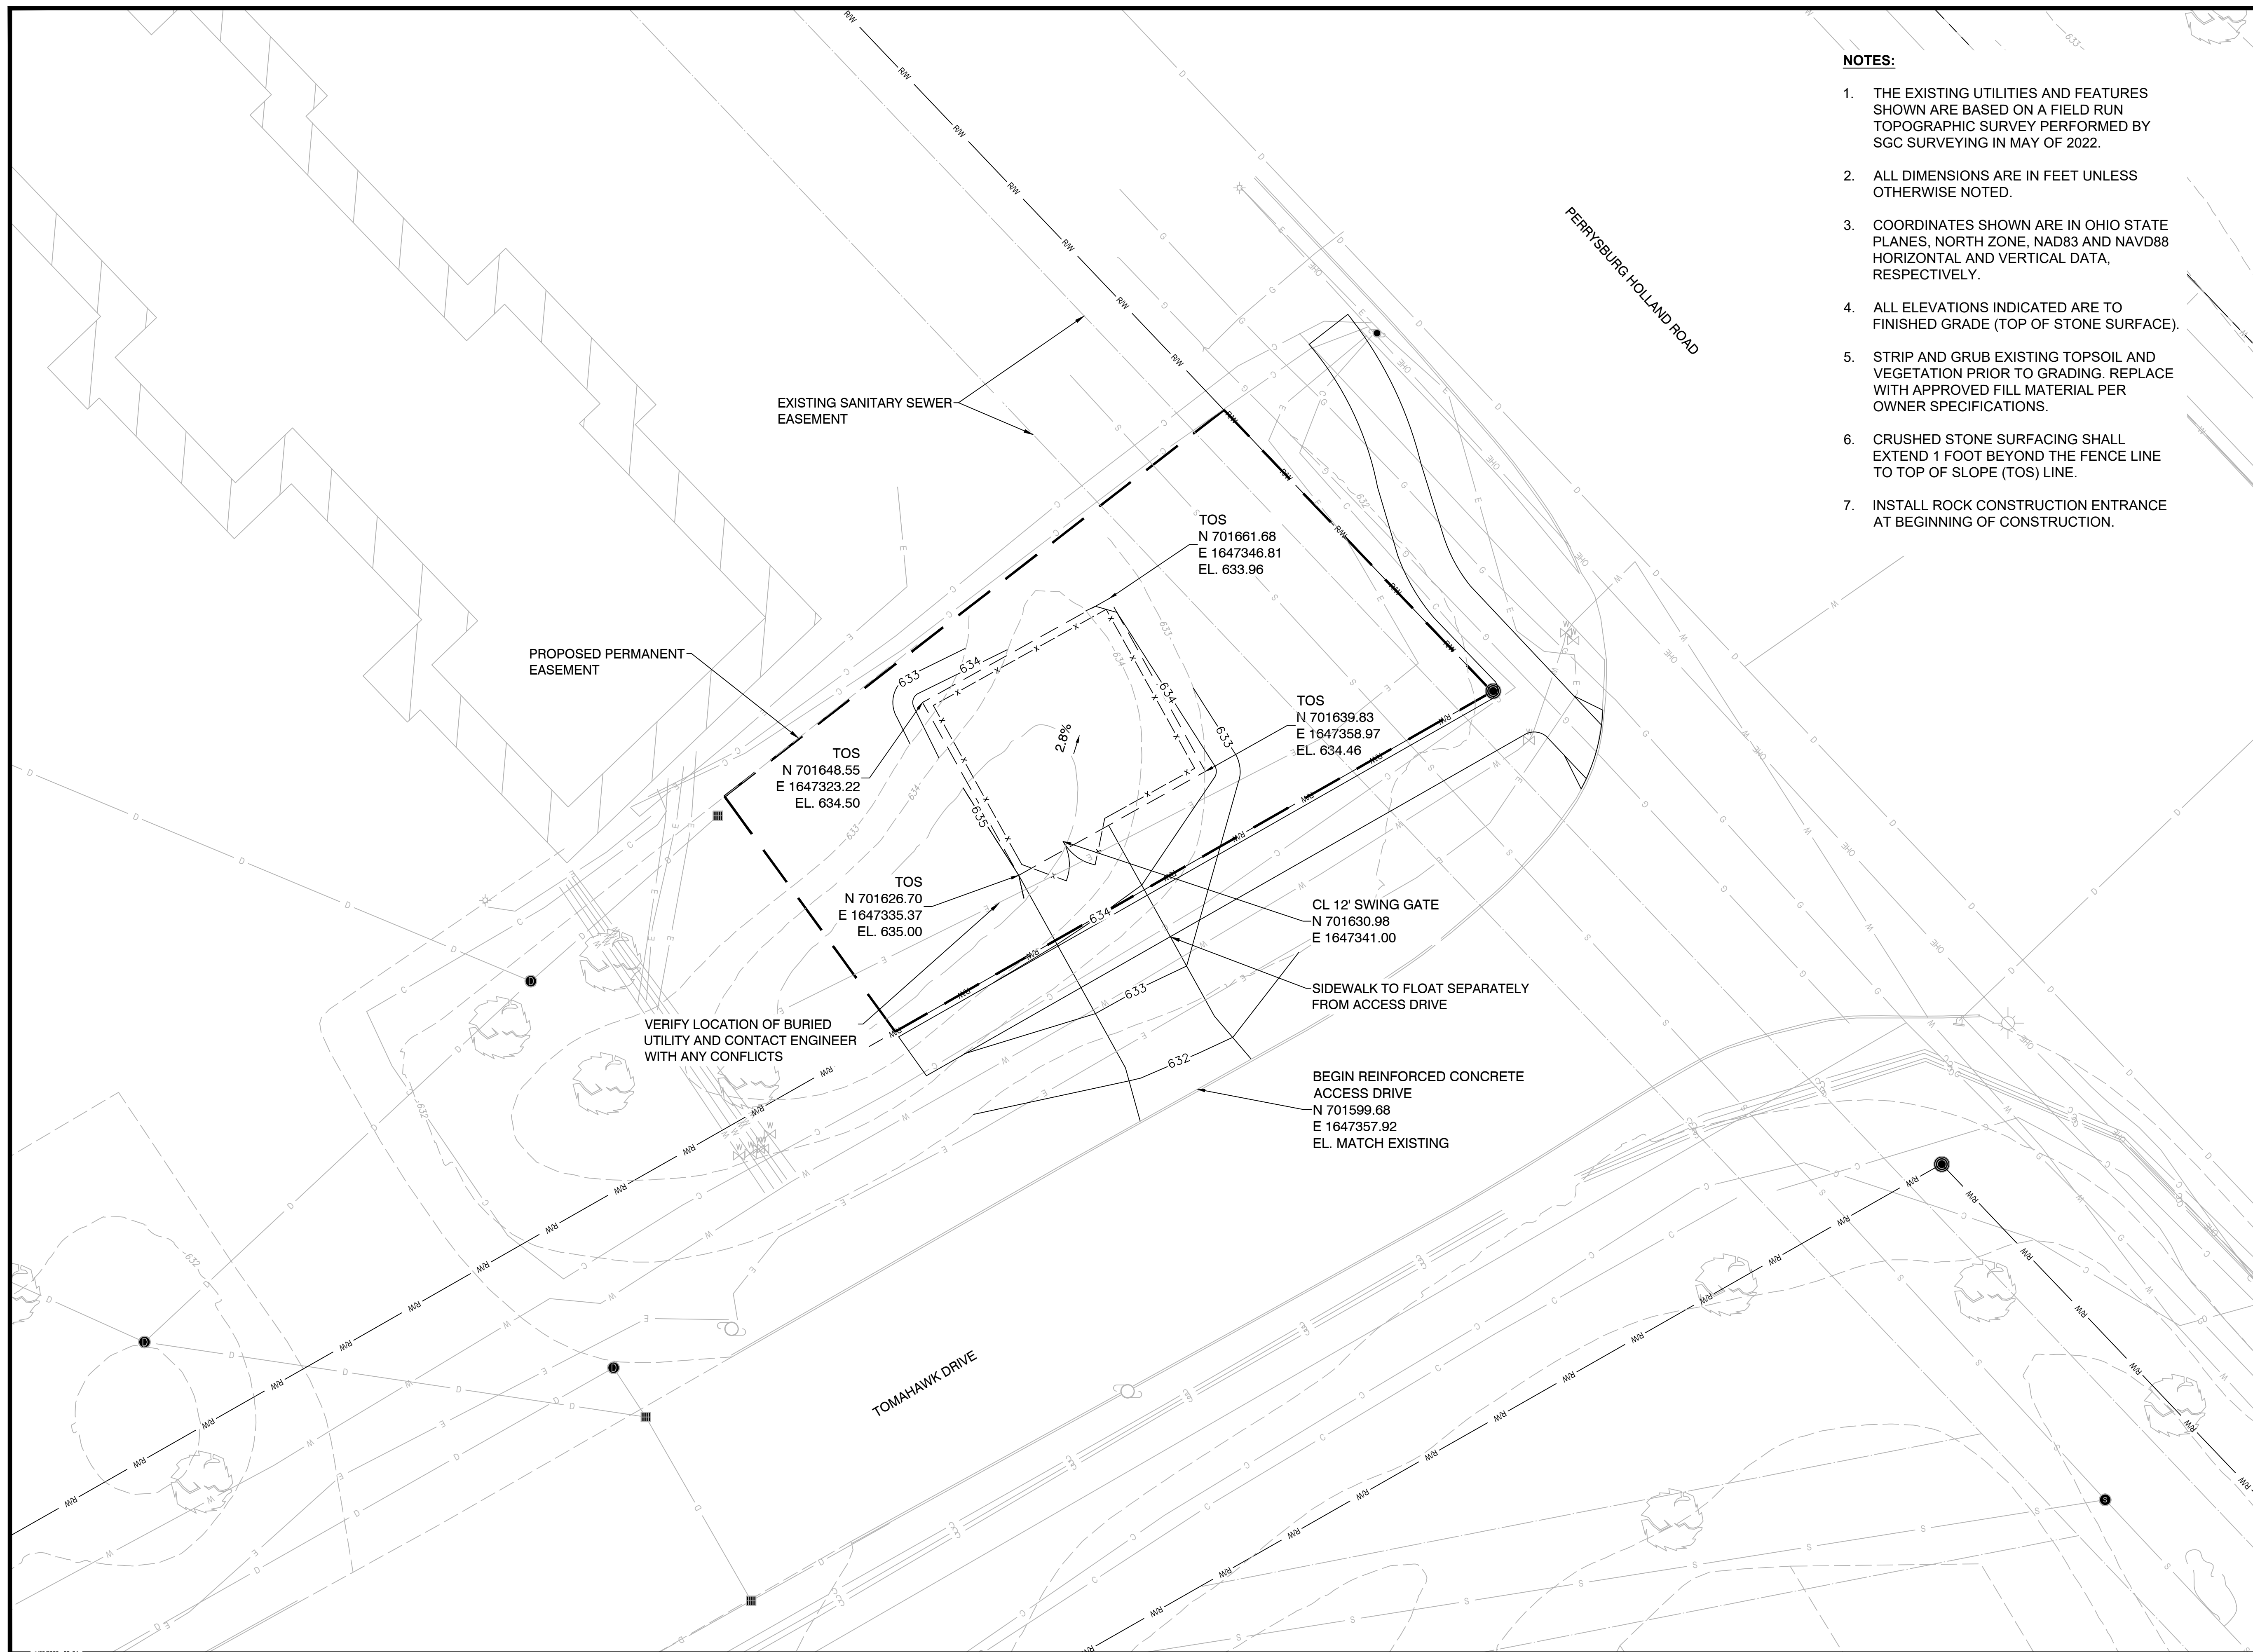 NOTES:
1. THE EXISTING UTILITIES AND FEATURES
SHOWN ARE BASED ON A FIELD RUN
TOPOGRAPHIC SURVEY PERFORMED BY
SGC SURVEYING IN MAY OF 2022.
2. ALL DIMENSIONS ARE IN FEET UNLESS
OTHERWISE NOTED.
3. COORDINATES SHOWN ARE IN OHIO STATE
PLANES, NORTH ZONE, NAD83 AND NAVD88
HORIZONTAL AND VERTICAL DATA,
RESPECTIVELY.
4. ALL ELEVATIONS INDICATED ARE TO
FINISHED GRADE (TOP OF STONE SURFACE).
5. STRIP AND GRUB EXISTING TOPSOIL AND
VEGETATION PRIOR TO GRADING. REPLACE
WITH APPROVED FILL MATERIAL PER
OWNER SPECIFICATIONS.
6. CRUSHED STONE SURFACING SHALL
EXTEND 1 FOOT BEYOND THE FENCE LINE
TO TOP OF SLOPE (TOS) LINE.
7. INSTALL ROCK CONSTRUCTION ENTRANCE
AT BEGINNING OF CONSTRUCTION.
PERRYSBURG HOLLAND ROAD
EXISTING SANITARY SEWER
EASEMENT
TOS
N 701661.68
E 1647346.81
EL. 633.96
PROPOSED PERMANENT
EASEMENT
633
634
634
633
2.8%
TOS
N 701639.83
E 1647358.97
EL. 634.46
TOS
N 701648.55
E 1647323.22
EL. 634.50
635
TOS
N 701626.70
E 1647335.37
EL. 635.00
634
CL 12' SWING GATE
N 701630.98
E 1647341.00
633
SIDEWALK TO FLOAT SEPARATELY
FROM ACCESS DRIVE
VERIFY LOCATION OF BURIED
UTILITY AND CONTACT ENGINEER
WITH ANY CONFLICTS
632
BEGIN REINFORCED CONCRETE
ACCESS DRIVE
N 701599.68
E 1647357.92
EL. MATCH EXISTING
TOMAHAWK DRIVE